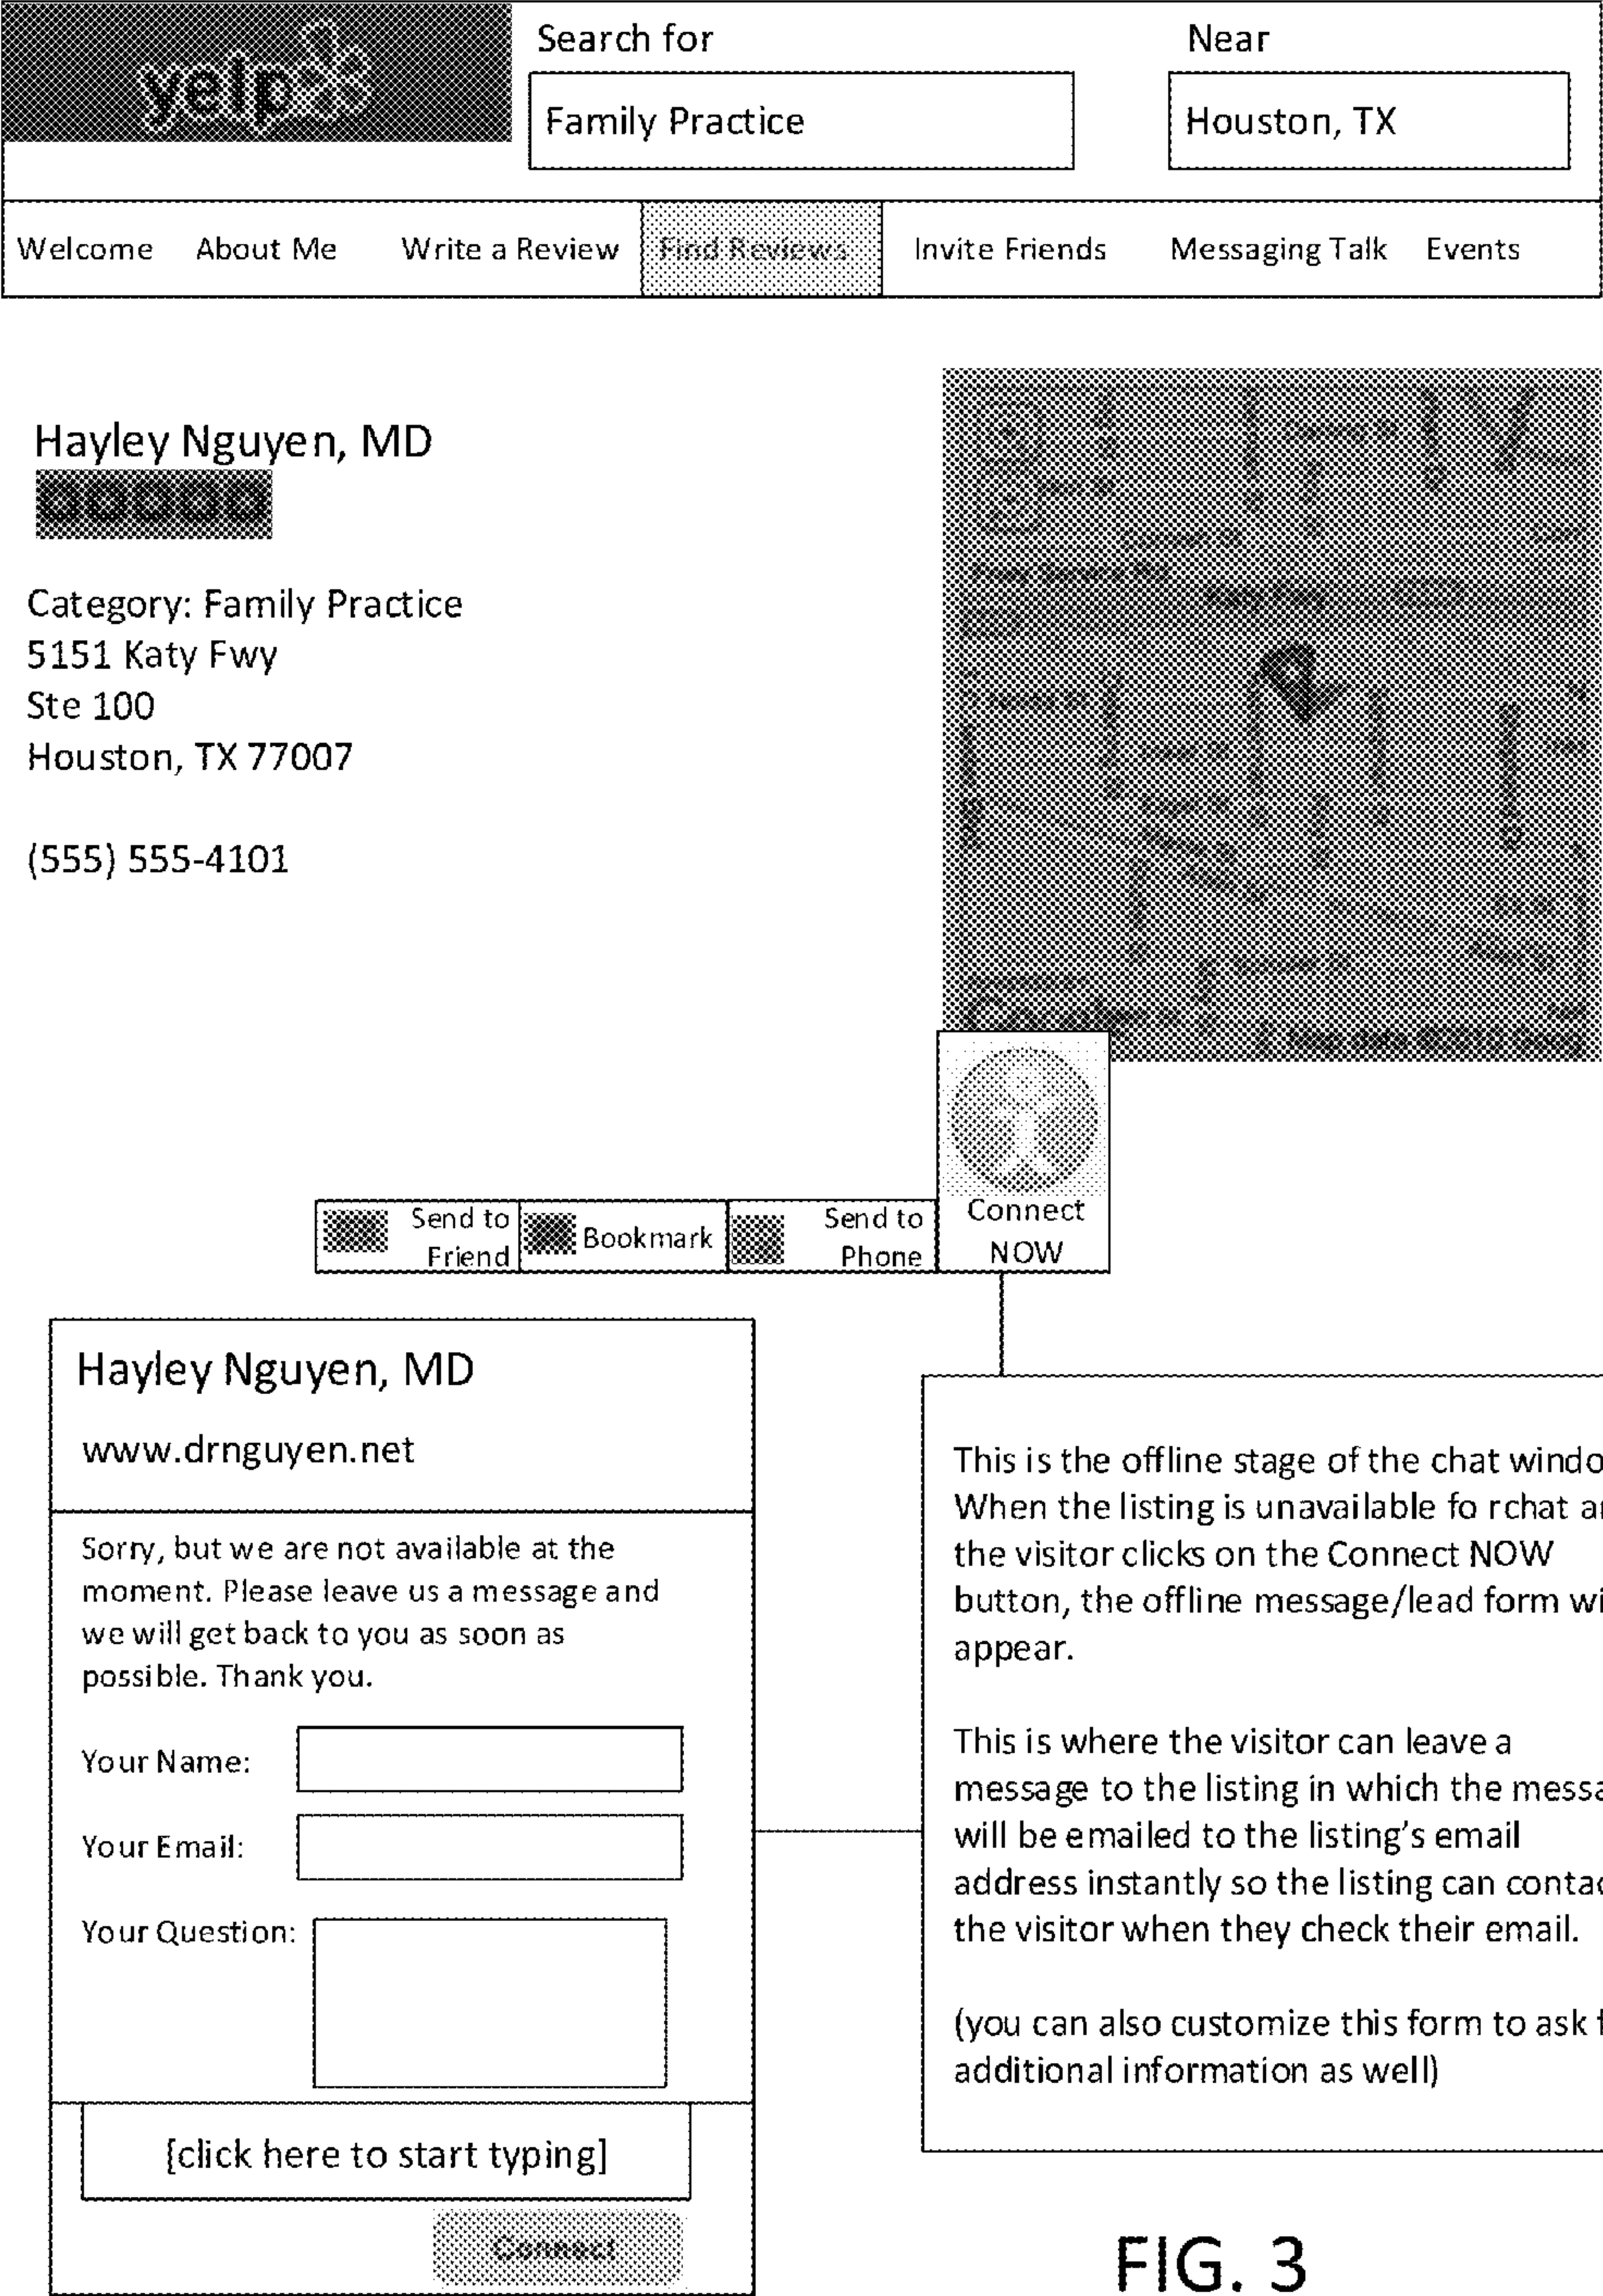 yelp
Search for
Near
Family Practice
Houston, TX
Welcome About Me Write a Review Find Reviews Invite Friends Messaging Talk Events
Hayley Nguyen, MD
Category: Family Practice
5151 Katy Fwy
Ste 100
Houston, TX 77007
(555) 555-4101
Send to
Friend
Bookmark
Send to
Phone
Connect
NOW
Hayley Nguyen, MD
www.drnguyen.net
Sorry, but we are not available at the
moment. Please leave us a message and
we will get back to you as soon as
possible. Thank you.
Your Name:
Your Email:
Your Question:
[click here to start typing]
Connect
This is the offline stage of the chat windo
When the listing is unavailable fo rchat a
the visitor clicks on the Connect NOW
button, the offline message/lead form wi
appear.
This is where the visitor can leave a
message to the listing in which the messa
will be emailed to the listing's email
address instantly so the listing can contac
the visitor when they check their email.
(you can also customize this form to ask f
additional information as well)
FIG. 3